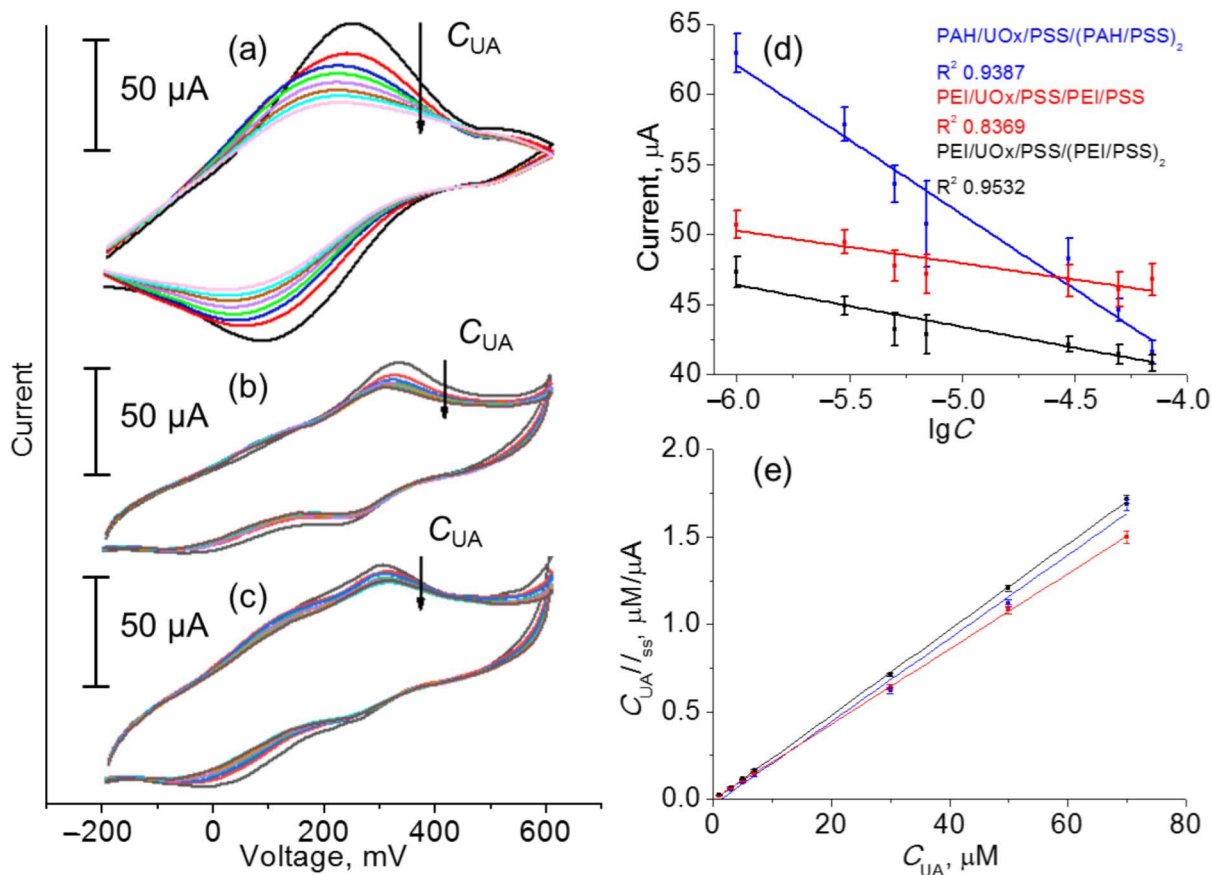 (a)
C_UA
50 µA
(b)
C_UA
50 µA
(c)
C_UA
50 µA
Current
–200 0 200 400 600
Voltage, mV
(d)
65
60
55
50
45
40
Current, µA
PAH/UOx/PSS/(PAH/PSS)₂
R² 0.9387
PEI/UOx/PSS/PEI/PSS
R² 0.8369
PEI/UOx/PSS/(PEI/PSS)₂
R² 0.9532
–6.0 –5.5 –5.0 –4.5 –4.0
lgC
(e)
2.0
1.5
1.0
0.5
0.0
C_UA/I_ss, µM/µA
0 20 40 60 80
C_UA, µM